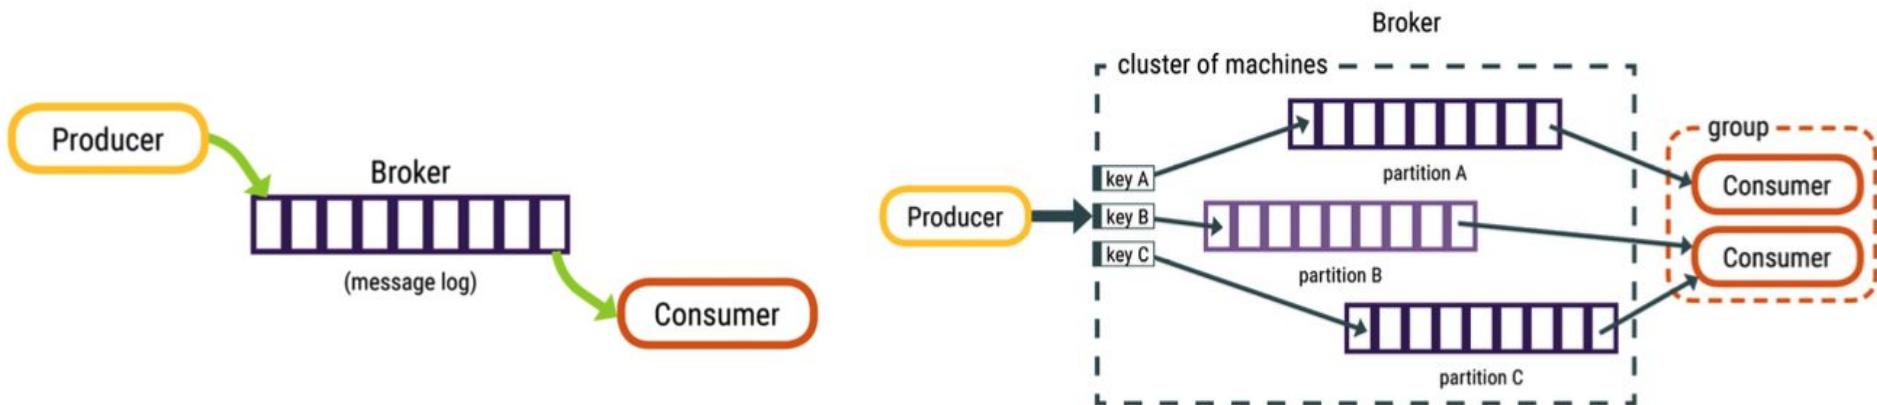 Producer
Broker
(message log)
Consumer
Broker
cluster of machines
Producer
key A
key B
key C
partition A
partition B
partition C
group
Consumer
Consumer